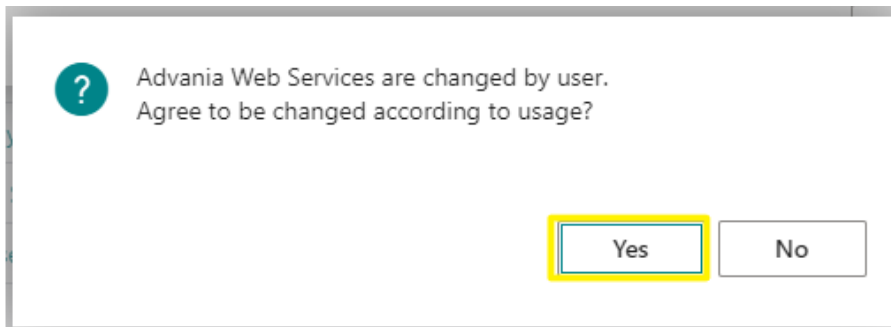 ?
Advania Web Services are changed by user.
Agree to be changed according to usage?
Yes
No